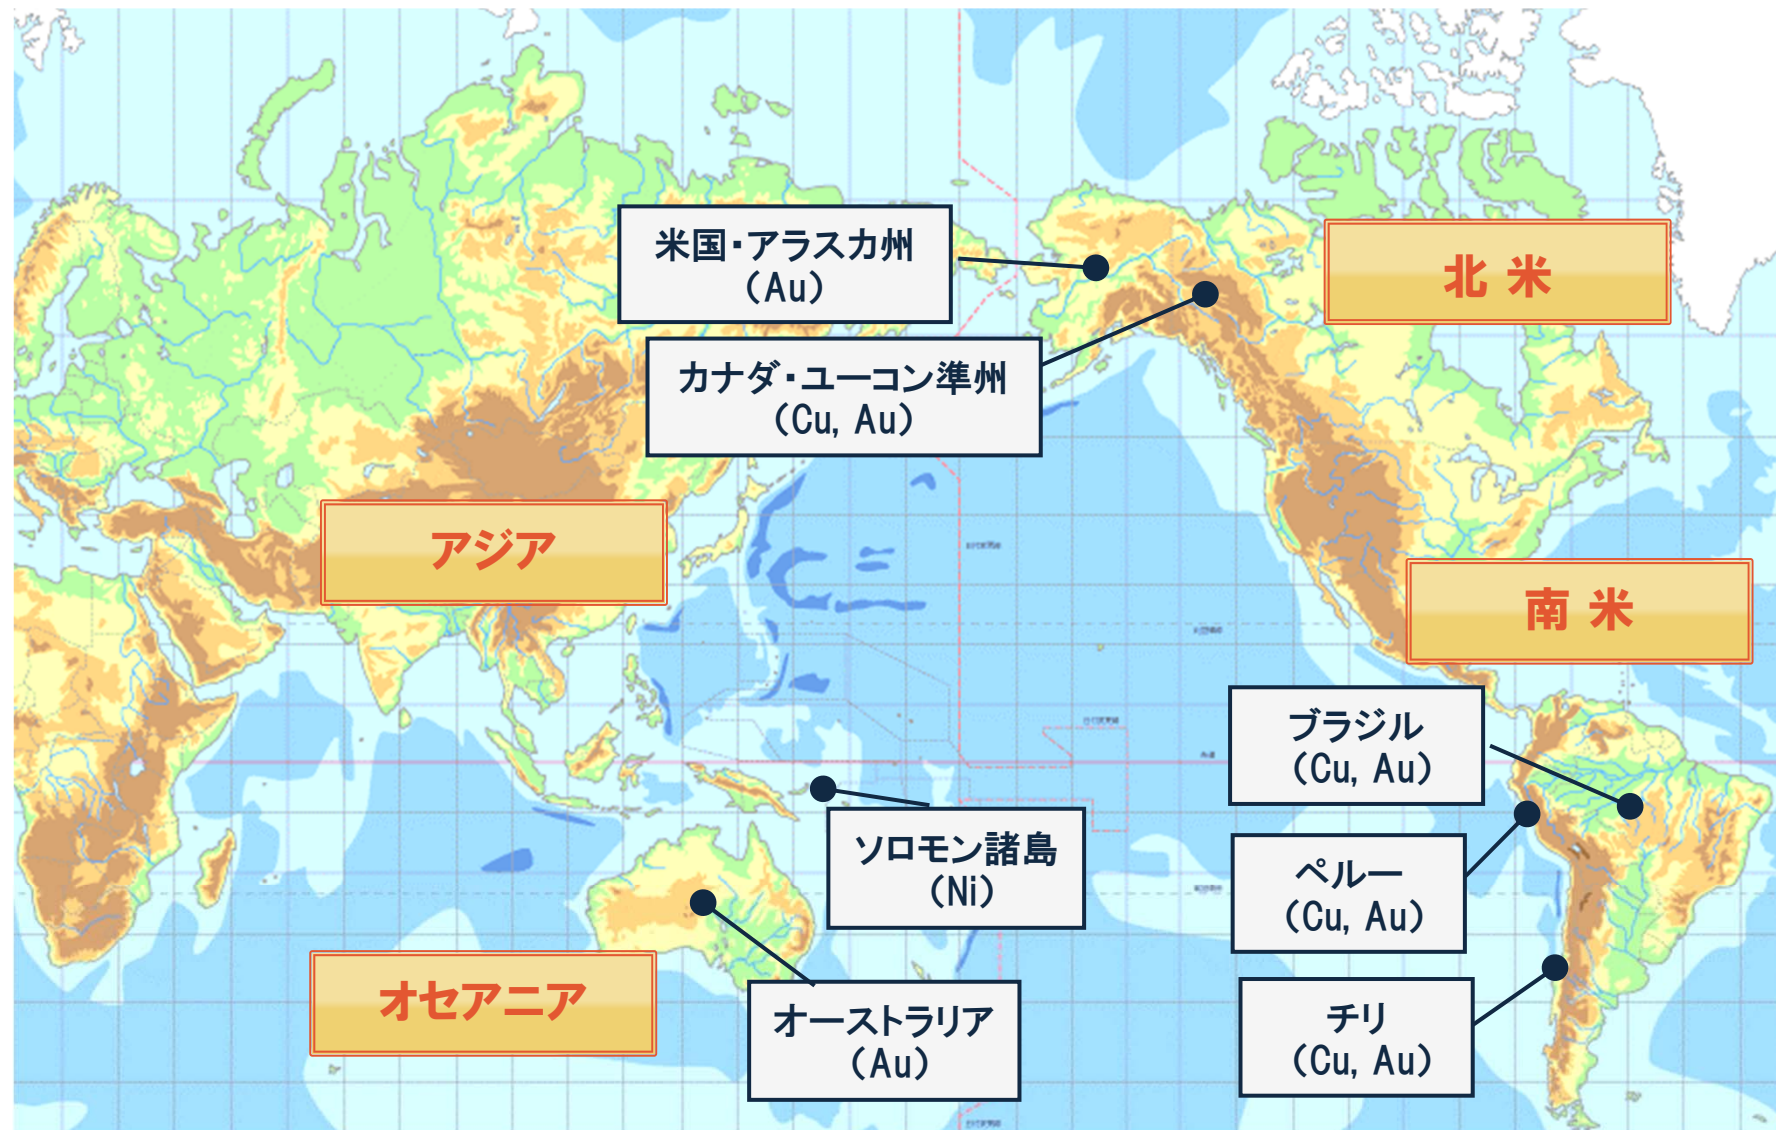 米国・アラスカ州
(Au)
北 米
カナダ・ユーコン準州
(Cu, Au)
アジア
南 米
ブラジル
(Cu, Au)
ソロモン諸島
(Ni)
ペルー
(Cu, Au)
オセアニア
オーストラリア
(Au)
チリ
(Cu, Au)